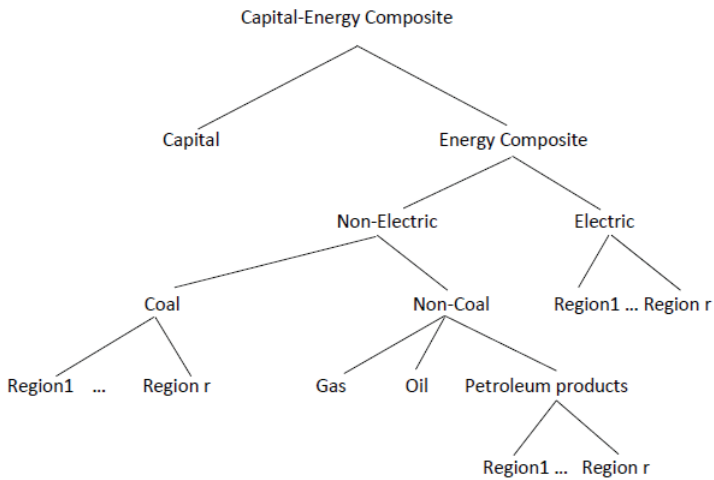 Capital-Energy Composite
Capital
Energy Composite
Non-Electric
Electric
Coal
Non-Coal
Region1 ... Region r
Region1 ... Region r
Gas
Oil
Petroleum products
Region1 ... Region r